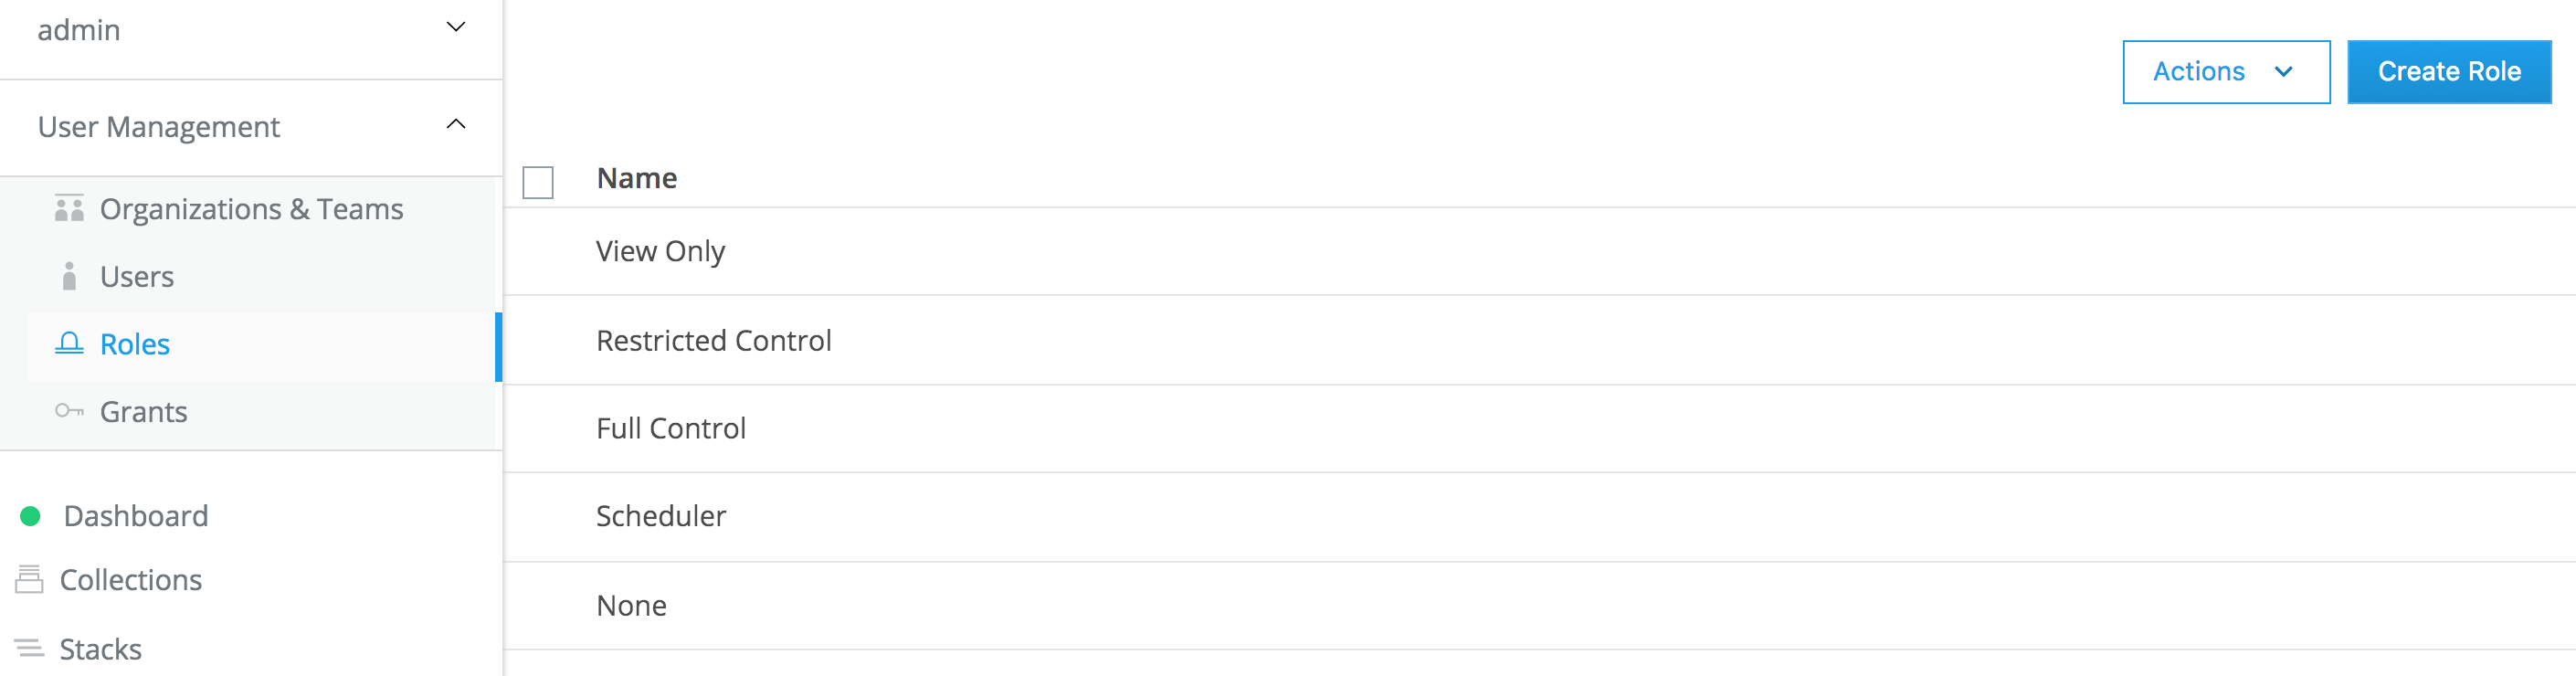 admin
User Management
Organizations & Teams
Users
Roles
Grants
Dashboard
Collections
Stacks
Actions
Create Role
Name
View Only
Restricted Control
Full Control
Scheduler
None